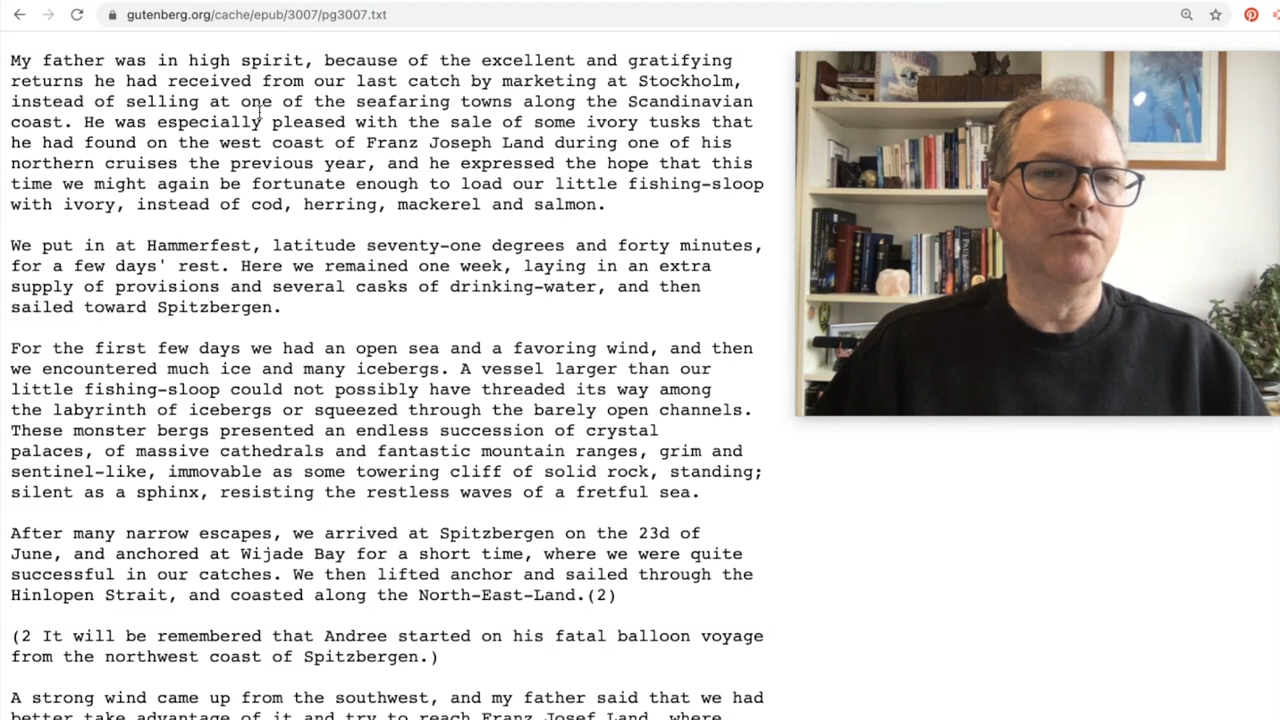 gutenberg.org/cache/epub/3007/pg3007.txt
My father was in high spirit, because of the excellent and gratifying
returns he had received from our last catch by marketing at Stockholm,
instead of selling at one of the seafaring towns along the Scandinavian
coast. He was especially pleased with the sale of some ivory tusks that
he had found on the west coast of Franz Joseph Land during one of his
northern cruises the previous year, and he expressed the hope that this
time we might again be fortunate enough to load our little fishing-sloop
with ivory, instead of cod, herring, mackerel and salmon.
We put in at Hammerfest, latitude seventy-one degrees and forty minutes,
for a few days' rest. Here we remained one week, laying in an extra
supply of provisions and several casks of drinking-water, and then
sailed toward Spitzbergen.
For the first few days we had an open sea and a favoring wind, and then
we encountered much ice and many icebergs. A vessel larger than our
little fishing-sloop could not possibly have threaded its way among
the labyrinth of icebergs or squeezed through the barely open channels.
These monster bergs presented an endless succession of crystal
palaces, of massive cathedrals and fantastic mountain ranges, grim and
sentinel-like, immovable as some towering cliff of solid rock, standing;
silent as a sphinx, resisting the restless waves of a fretful sea.
After many narrow escapes, we arrived at Spitzbergen on the 23d of
June, and anchored at Wijade Bay for a short time, where we were quite
successful in our catches. We then lifted anchor and sailed through the
Hinlopen Strait, and coasted along the North-East-Land.(2)
(2 It will be remembered that Andree started on his fatal balloon voyage
from the northwest coast of Spitzbergen.)
A strong wind came up from the southwest, and my father said that we had
better take advantage of it and try to reach Franz Josef Land, where,